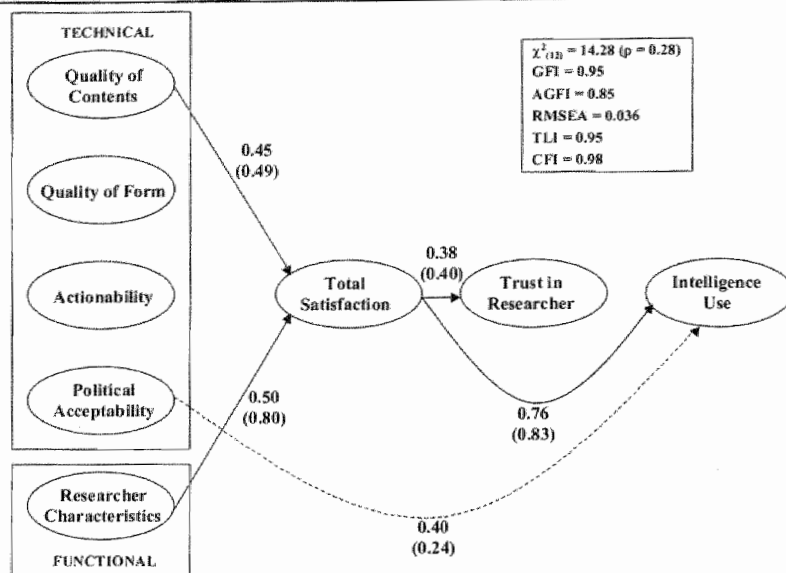 TECHNICAL
Quality of
Contents
Quality of Form
Actionability
Political
Acceptability
Researcher
Characteristics
FUNCTIONAL
0.45
(0.49)
0.50
(0.80)
Total
Satisfaction
0.38
(0.40)
Trust in
Researcher
Intelligence
Use
0.76
(0.83)
0.40
(0.24)
χ²(12) = 14.28 (p = 0.28)
GFI = 0.95
AGFI = 0.85
RMSEA = 0.036
TLI = 0.95
CFI = 0.98